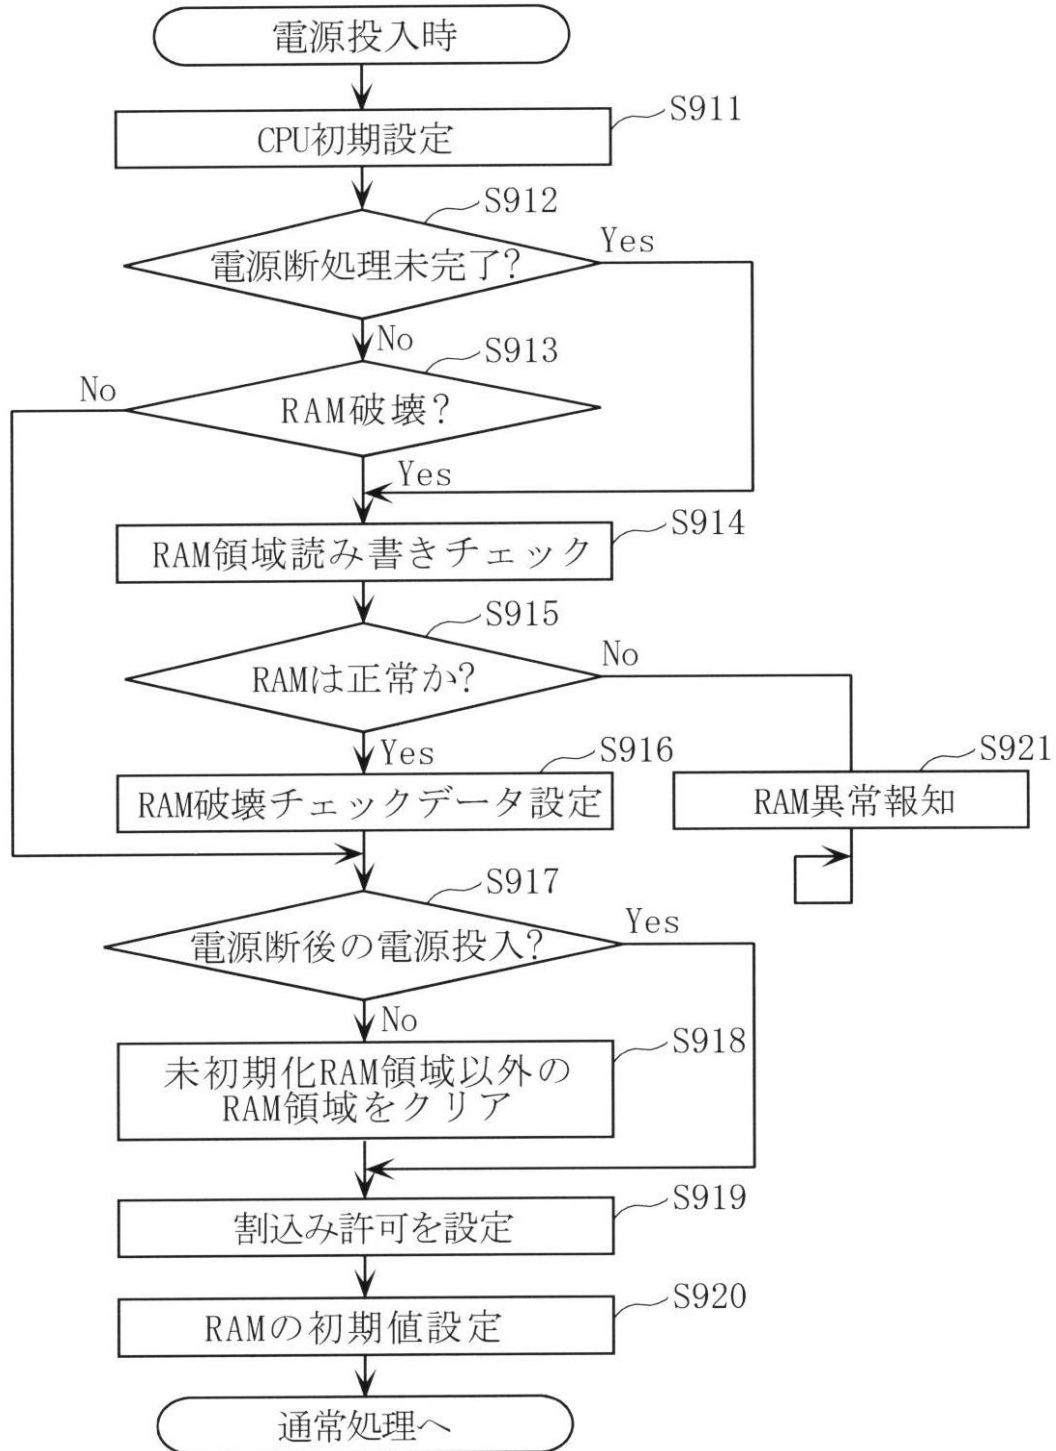 電源投入時
S911
CPU初期設定
S912
電源断処理未完了?
Yes
No
S913
No
RAM破壊?
Yes
S914
RAM領域読み書きチェック
S915
RAMは正常か?
No
Yes
S916
RAM破壊チェックデータ設定
S921
RAM異常報知
S917
電源断後の電源投入?
Yes
No
S918
未初期化RAM領域以外の
RAM領域をクリア
S919
割込み許可を設定
S920
RAMの初期値設定
通常処理へ